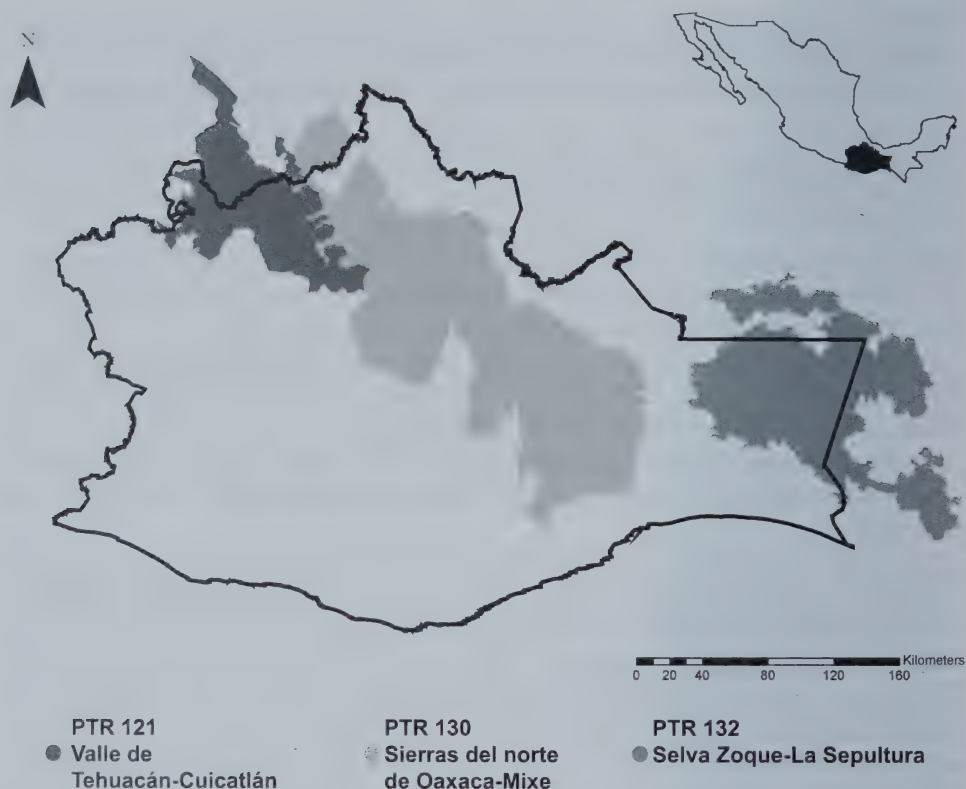 N
Kilometers
0 20 40 80 120 160
PTR 121
Valle de
Tehuacán-Cuicatlán
PTR 130
Sierras del norte
de Oaxaca-Mixe
PTR 132
Selva Zoque-La Sepultura